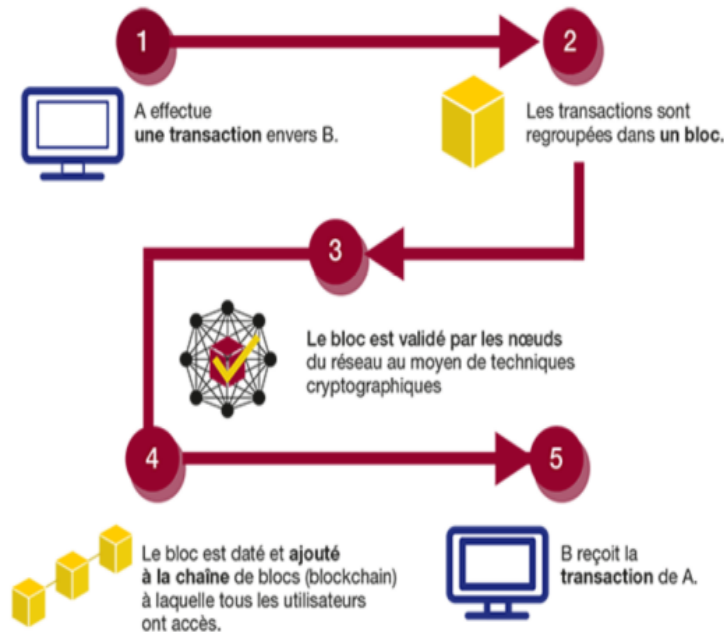 1
2
A effectue
une transaction envers B.
Les transactions sont
regroupées dans un bloc.
3
Le bloc est validé par les nœuds
du réseau au moyen de techniques
cryptographiques
4
5
Le bloc est daté et ajouté
à la chaîne de blocs (blockchain)
à laquelle tous les utilisateurs
ont accès.
B reçoit la
transaction de A.